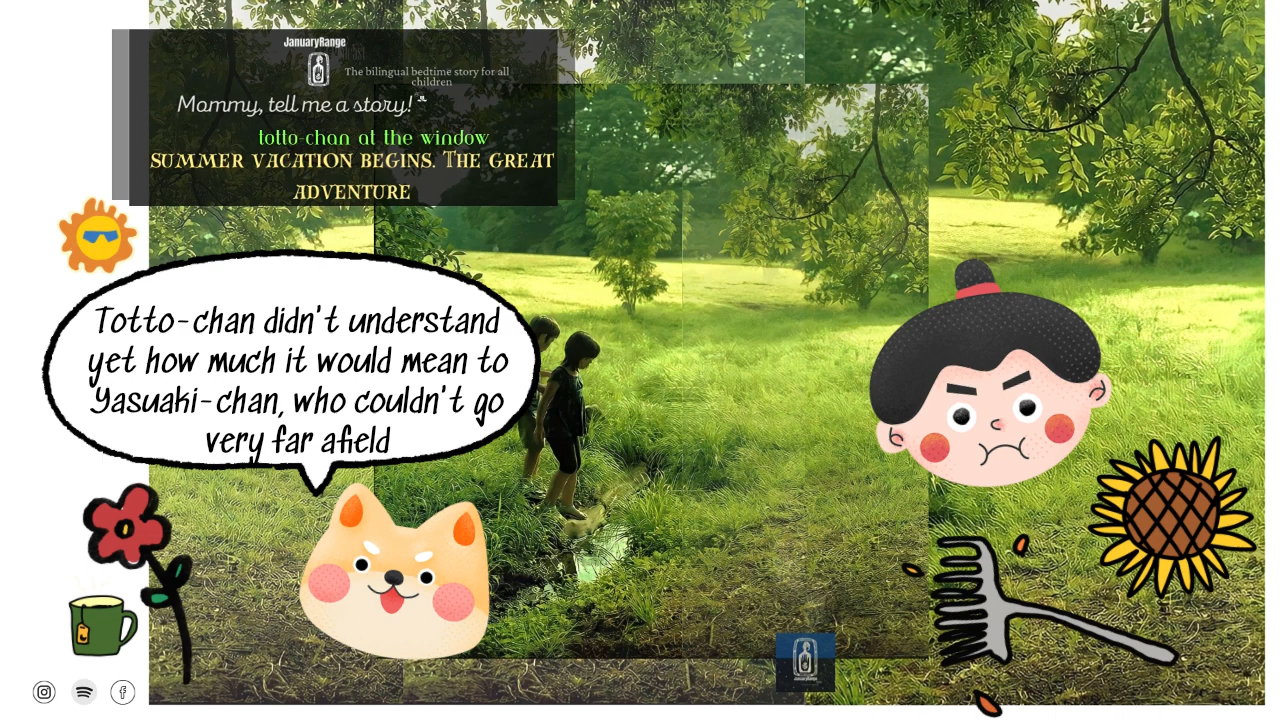 JanuaryRange
The bilingual bedtime story for all
children
Mommy, tell me a story!
totto-chan at the window
SUMMER VACATION BEGINS. THE GREAT
ADVENTURE
Totto-chan didn't understand
yet how much it would mean to
Yasuaki-chan, who couldn't go
very far afield
JanuaryRange